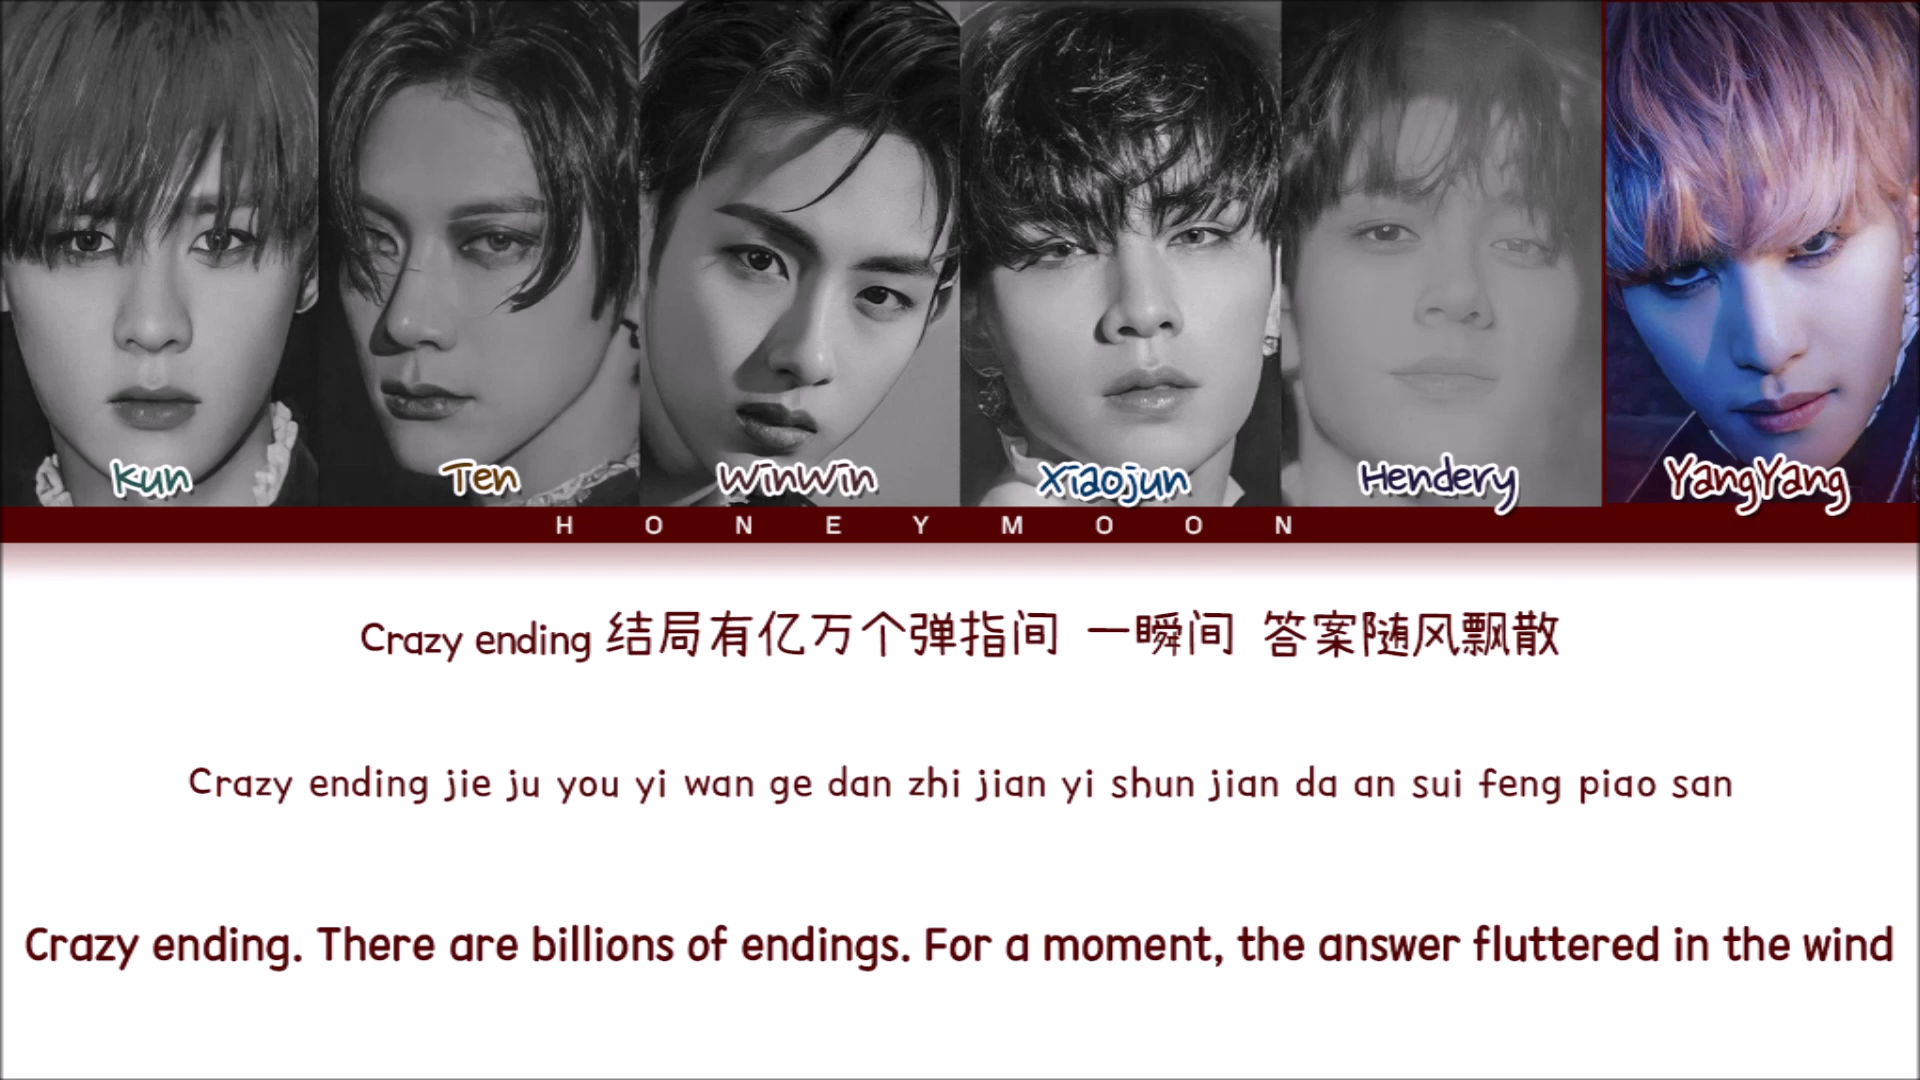 Kun
Ten
WinWin
Xiaojun
Hendery
YangYang
HONEYMOON
Crazy ending 结局有亿万个弹指间 一瞬间 答案随风飘散
Crazy ending jie ju you yi wan ge dan zhi jian yi shun jian da an sui feng piao san
Crazy ending. There are billions of endings. For a moment, the answer fluttered in the wind